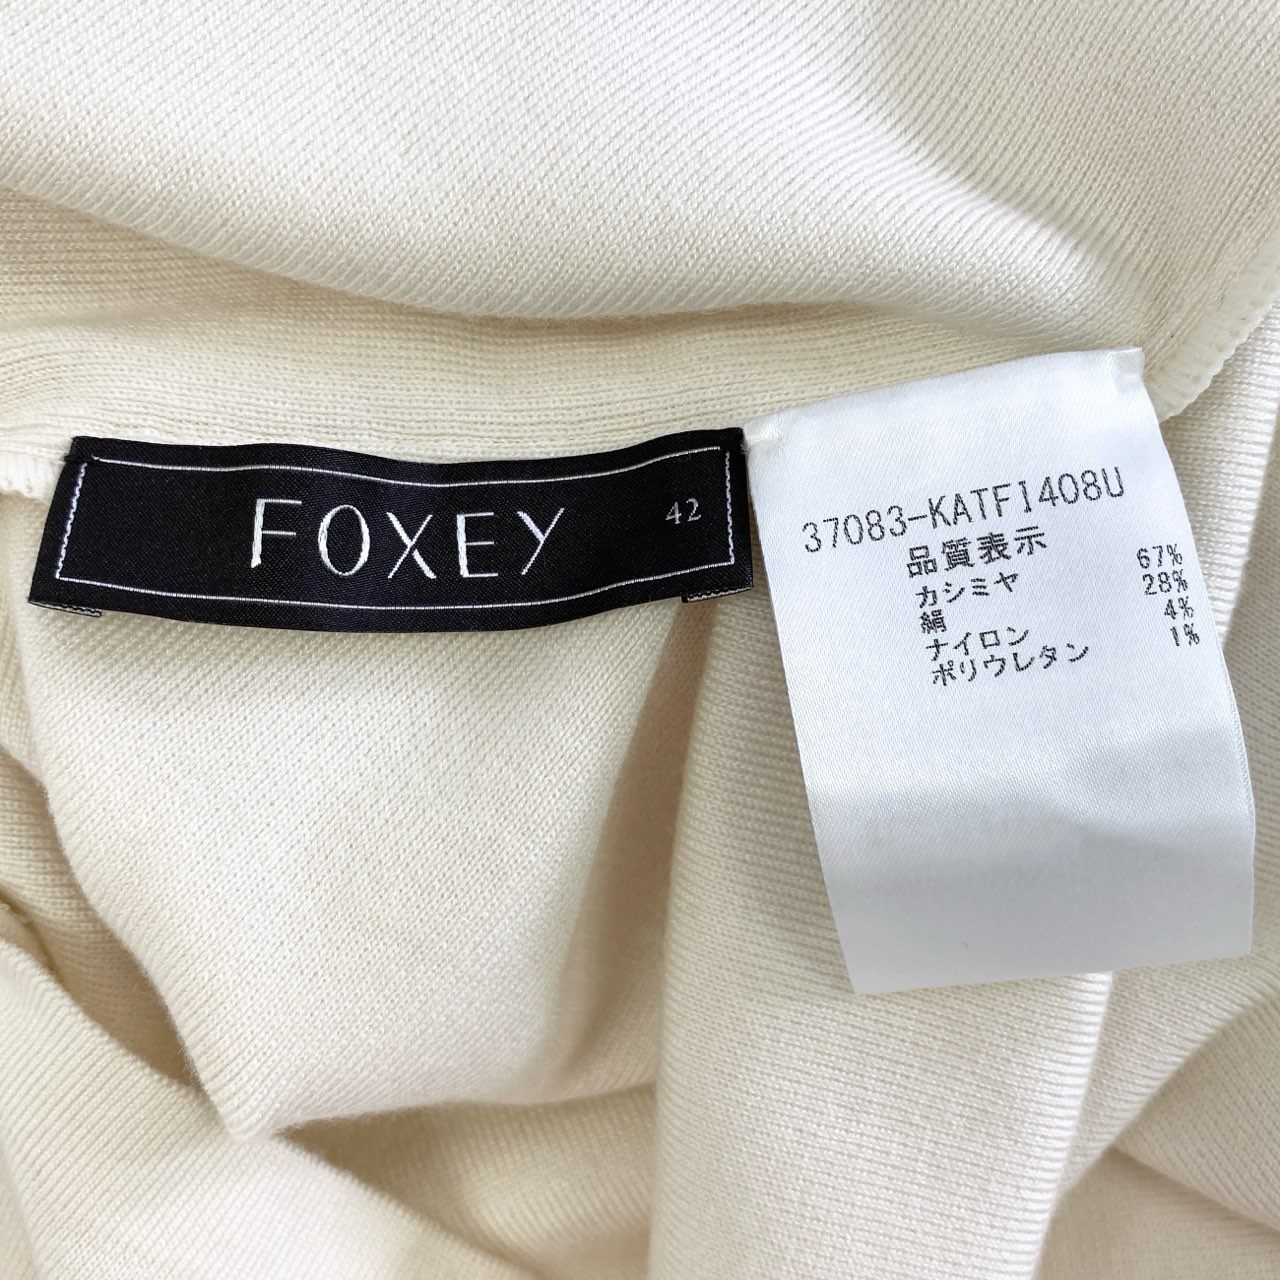 FOXEY 42
37083-KATF1408U
品質表示
カシミヤ 67%
絹 28%
ナイロン 4%
ポリウレタン 1%